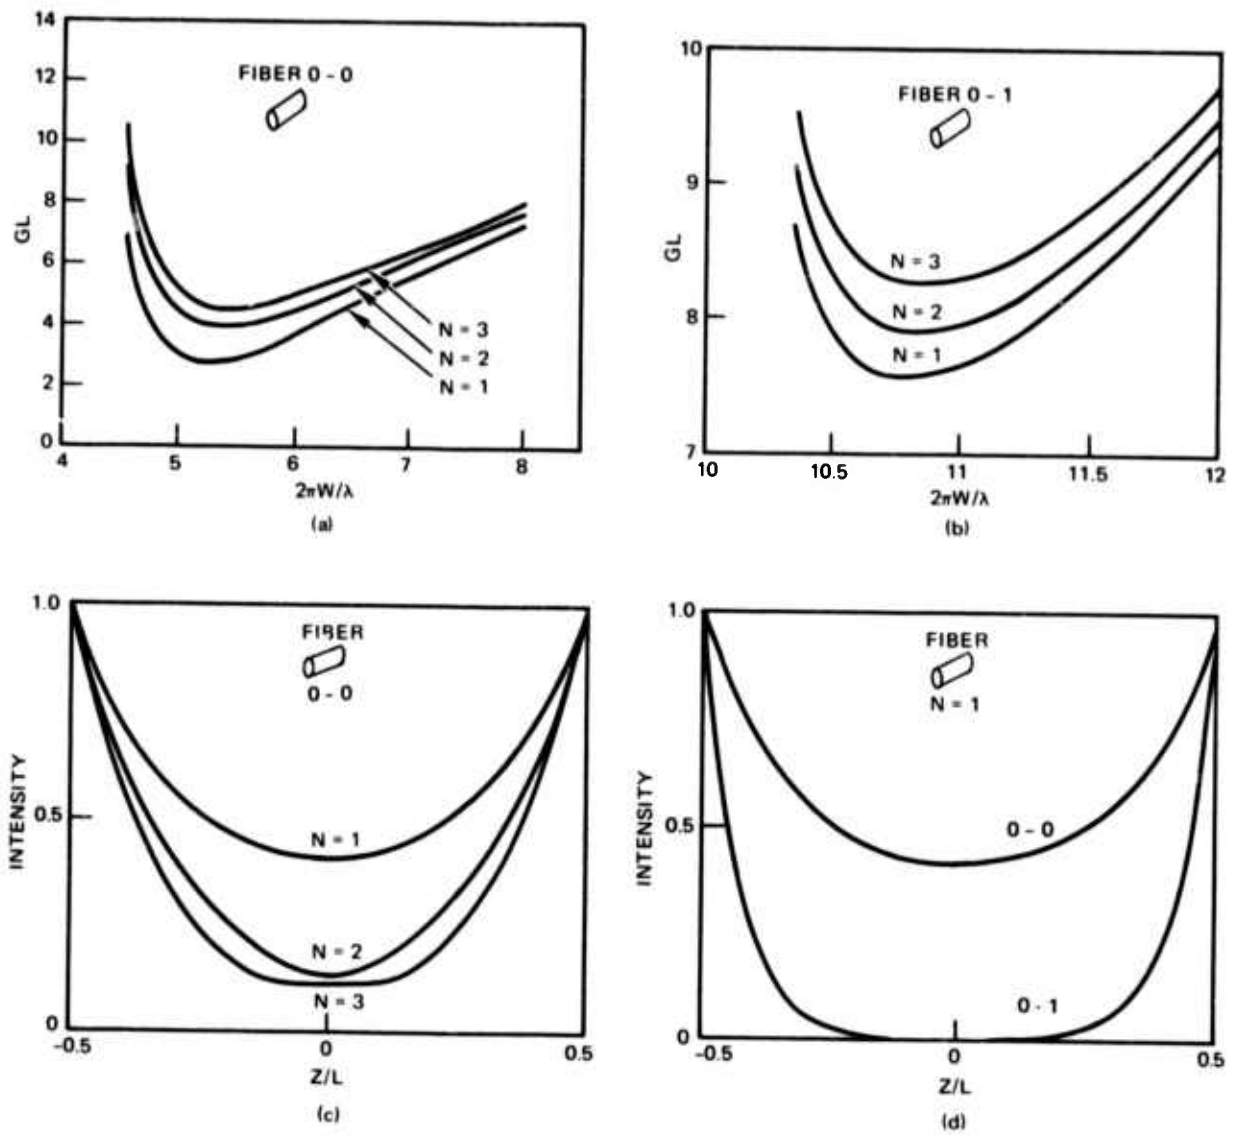 14
12
10
8
6
4
2
0
GL
FIBER 0 - 0
N = 3
N = 2
N = 1
4 5 6 7 8
2πW/λ
(a)
10
9
8
7
GL
FIBER 0 - 1
N = 3
N = 2
N = 1
10 10.5 11 11.5 12
2πW/λ
(b)
1.0
0.5
0
INTENSITY
FIBER
0 - 0
N = 1
N = 2
N = 3
-0.5 0 0.5
Z/L
(c)
1.0
0.5
0
INTENSITY
FIBER
N = 1
0 - 0
0 - 1
-0.5 0 0.5
Z/L
(d)